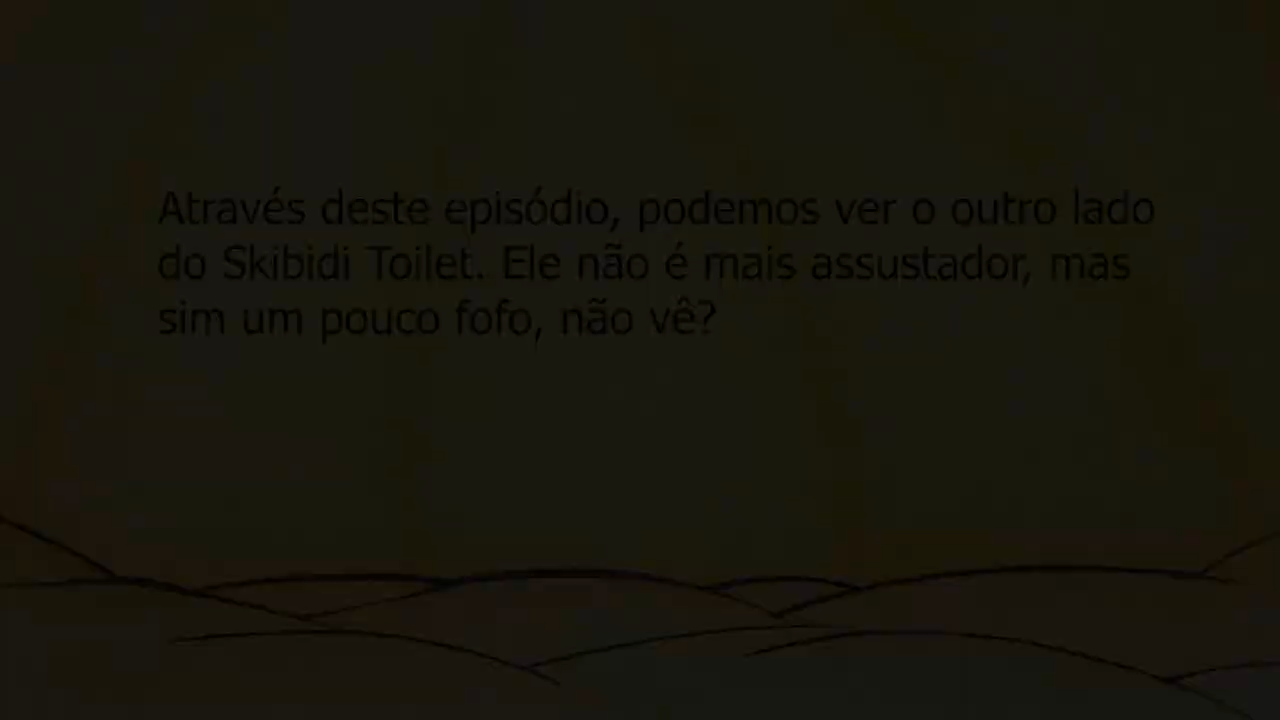 Através deste episódio, podemos ver o outro lado
do Skibidi Toilet. Ele não é mais assustador, mas
sim um pouco fofo, não vê?